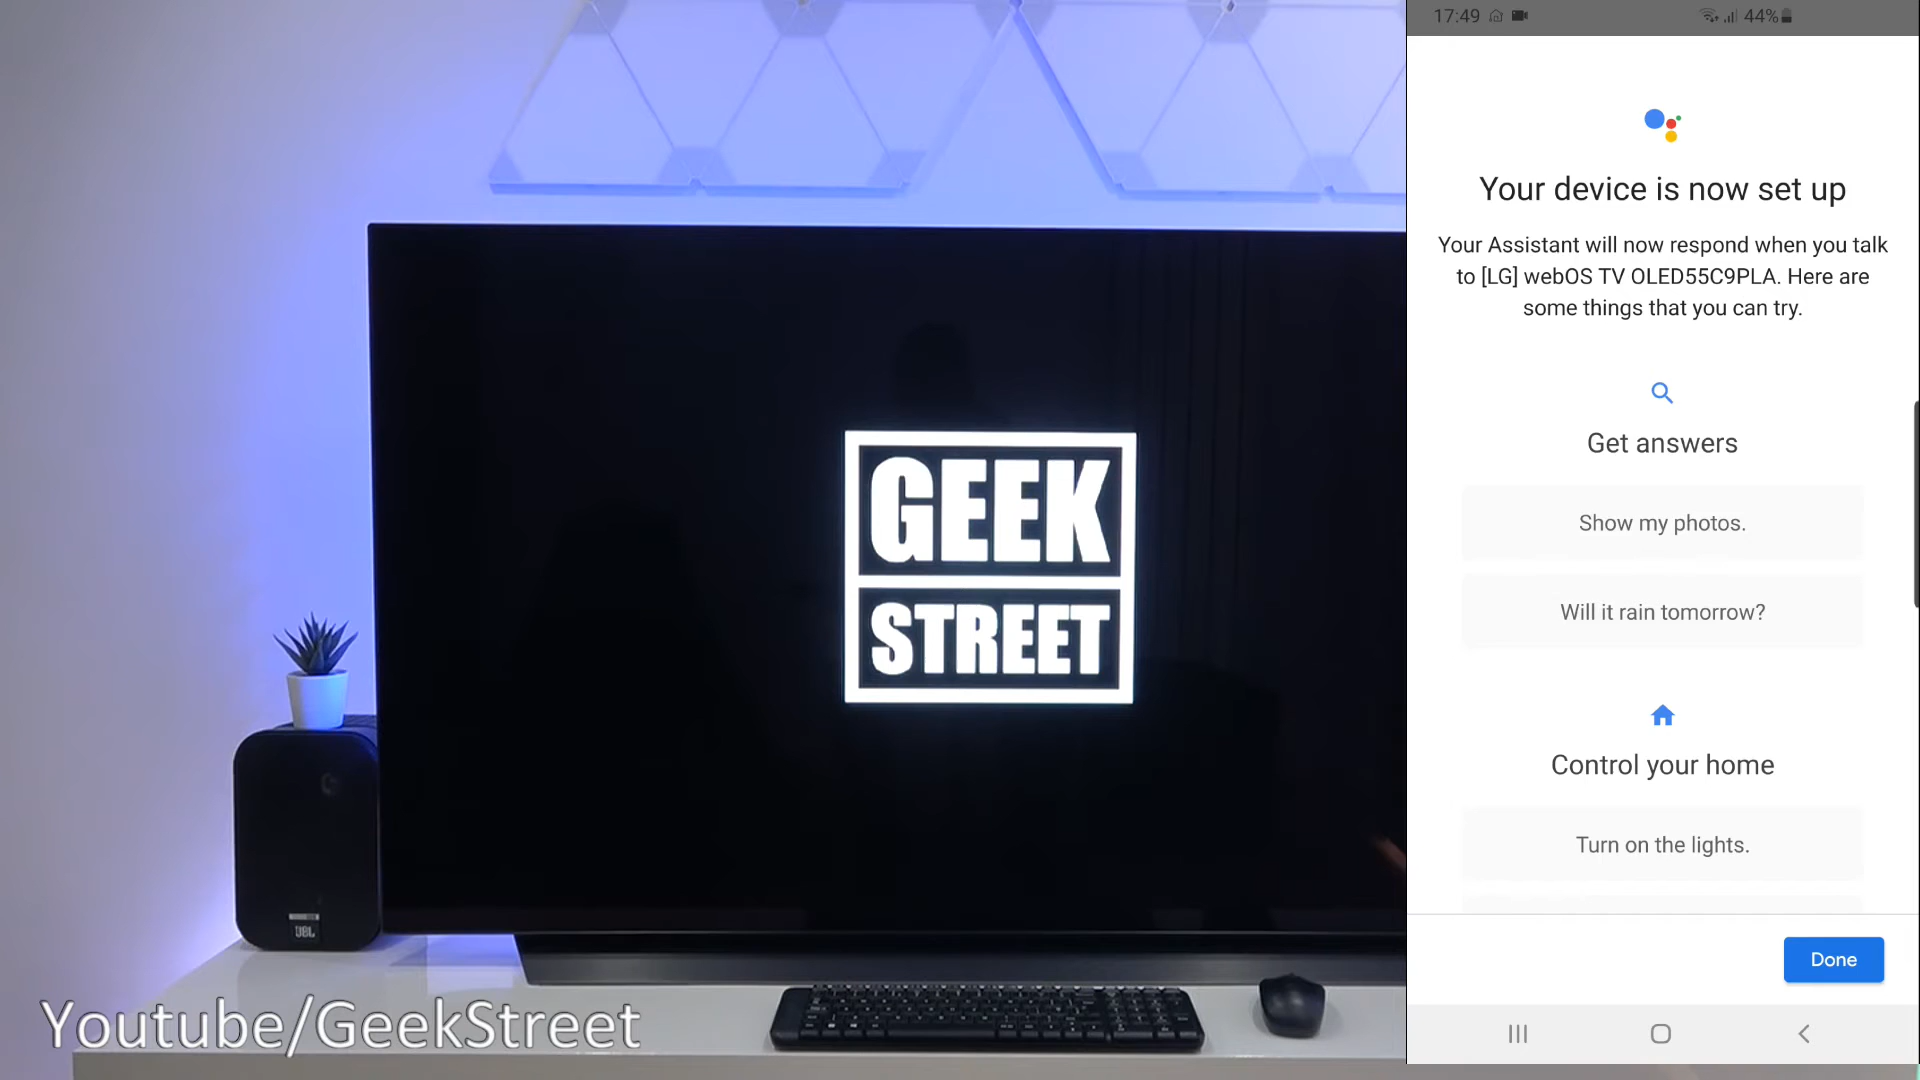 17:49
44%
Your device is now set up
Your Assistant will now respond when you talk
to [LG] webOS TV OLED55C9PLA. Here are
some things that you can try.
Get answers
Show my photos.
Will it rain tomorrow?
Control your home
Turn on the lights.
Done
GEEK
STREET
JBL
Youtube/GeekStreet